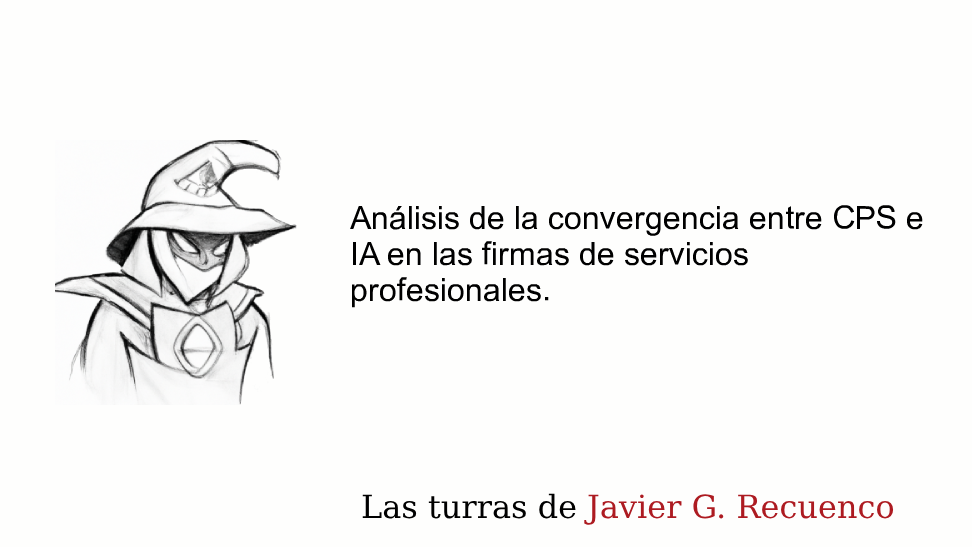 Análisis de la convergencia entre CPS e
IA en las firmas de servicios
profesionales.
Las turras de Javier G. Recuenco